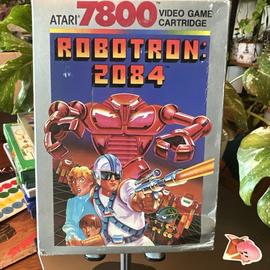 ATARI 7800 VIDEO GAME CARTRIDGE
ROBOTRON:
2084